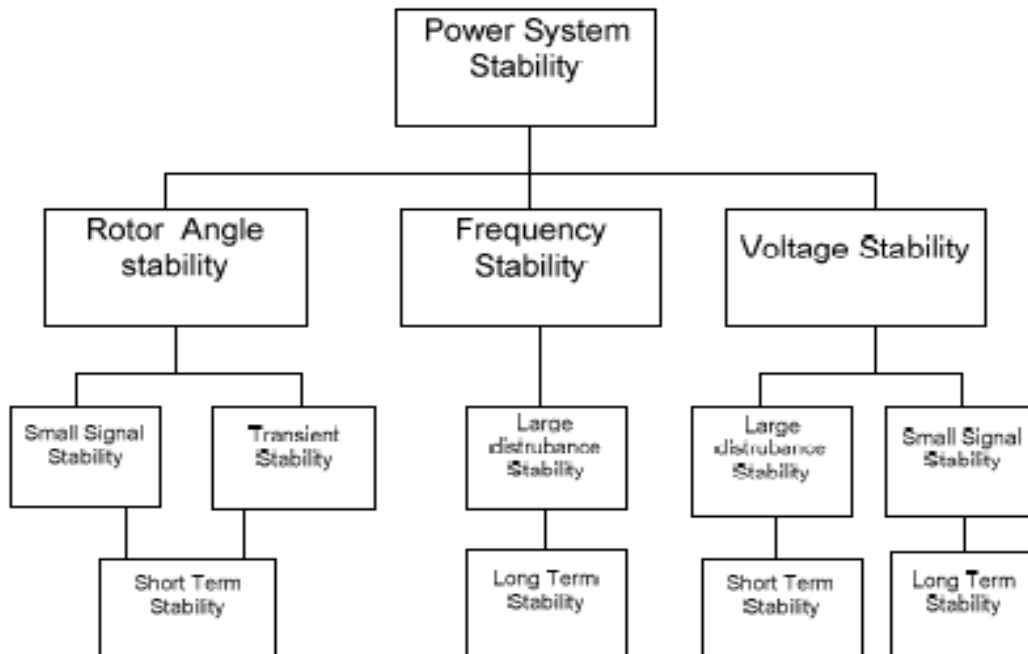 Power System
Stability
Rotor Angle
stability
Frequency
Stability
Voltage Stability
Small Signal
Stability
Transient
Stability
Large
distrubance
Stability
Large
distrubance
Stability
Small Signal
Stability
Short Term
Stability
Long Term
Stability
Short Term
Stability
Long Term
Stability